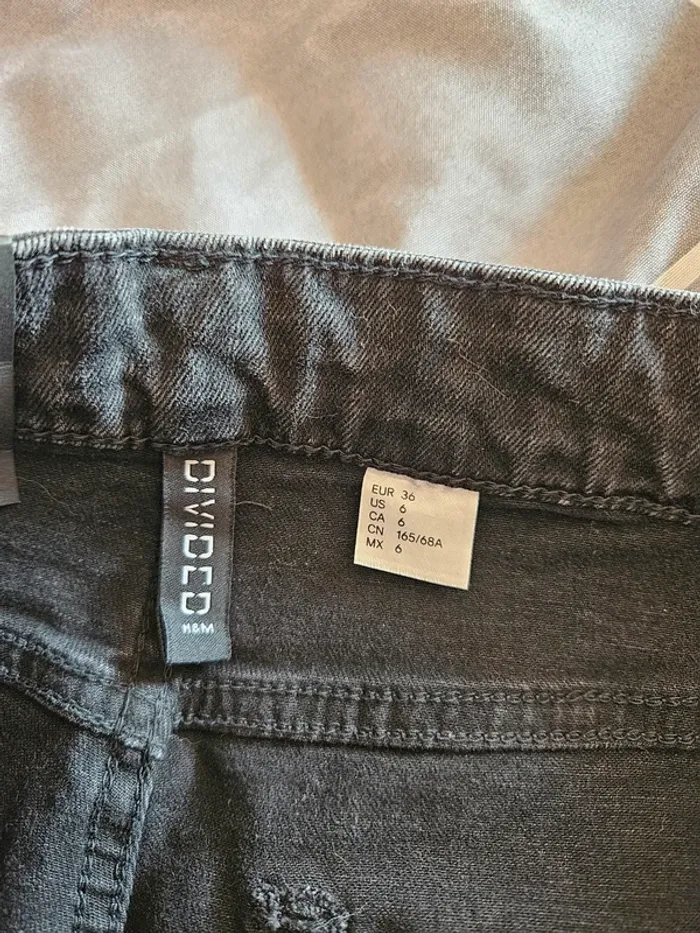 DIVIDED
H&M
EUR 36
US 6
CA 6
CN 165/68A
MX 6